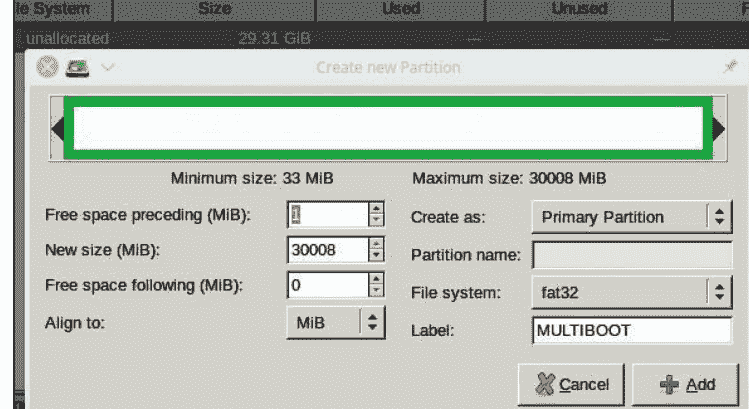 le System Size Used Unused
unallocated 29.31 GiB — —
Create new Partition
Minimum size: 33 MiB Maximum size: 30008 MiB
Free space preceding (MiB): 1 Create as: Primary Partition
New size (MiB): 30008 Partition name:
Free space following (MiB): 0 File system: fat32
Align to: MiB Label: MULTIBOOT
Cancel Add